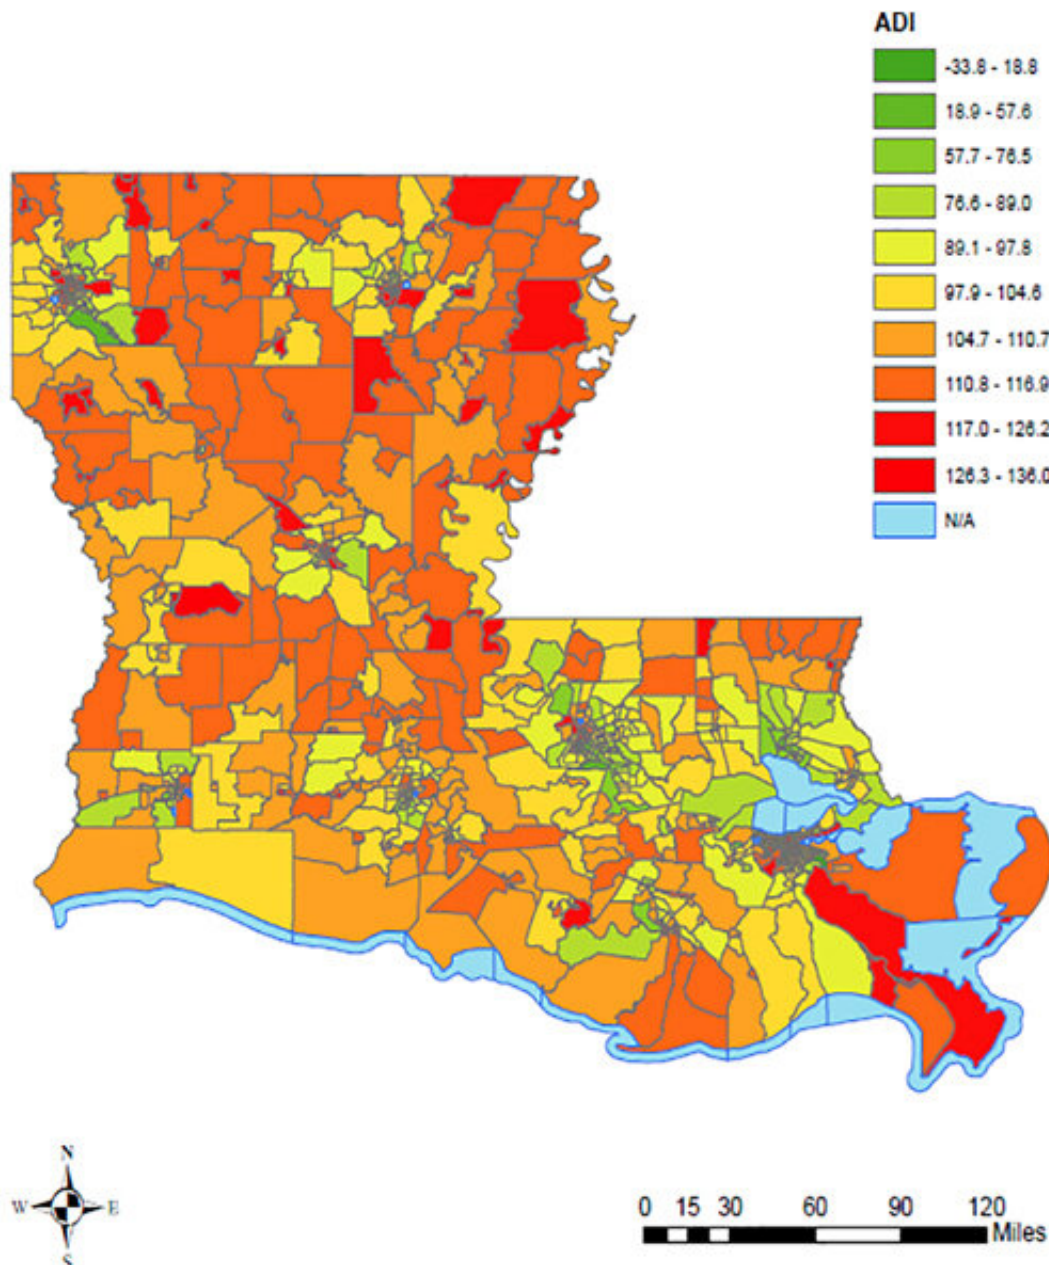 ADI
-33.8 - 18.8
18.9 - 57.6
57.7 - 76.5
76.6 - 89.0
89.1 - 97.8
97.9 - 104.6
104.7 - 110.7
110.8 - 116.9
117.0 - 126.2
126.3 - 136.0
N/A
N
W E
S
0 15 30 60 90 120
Miles